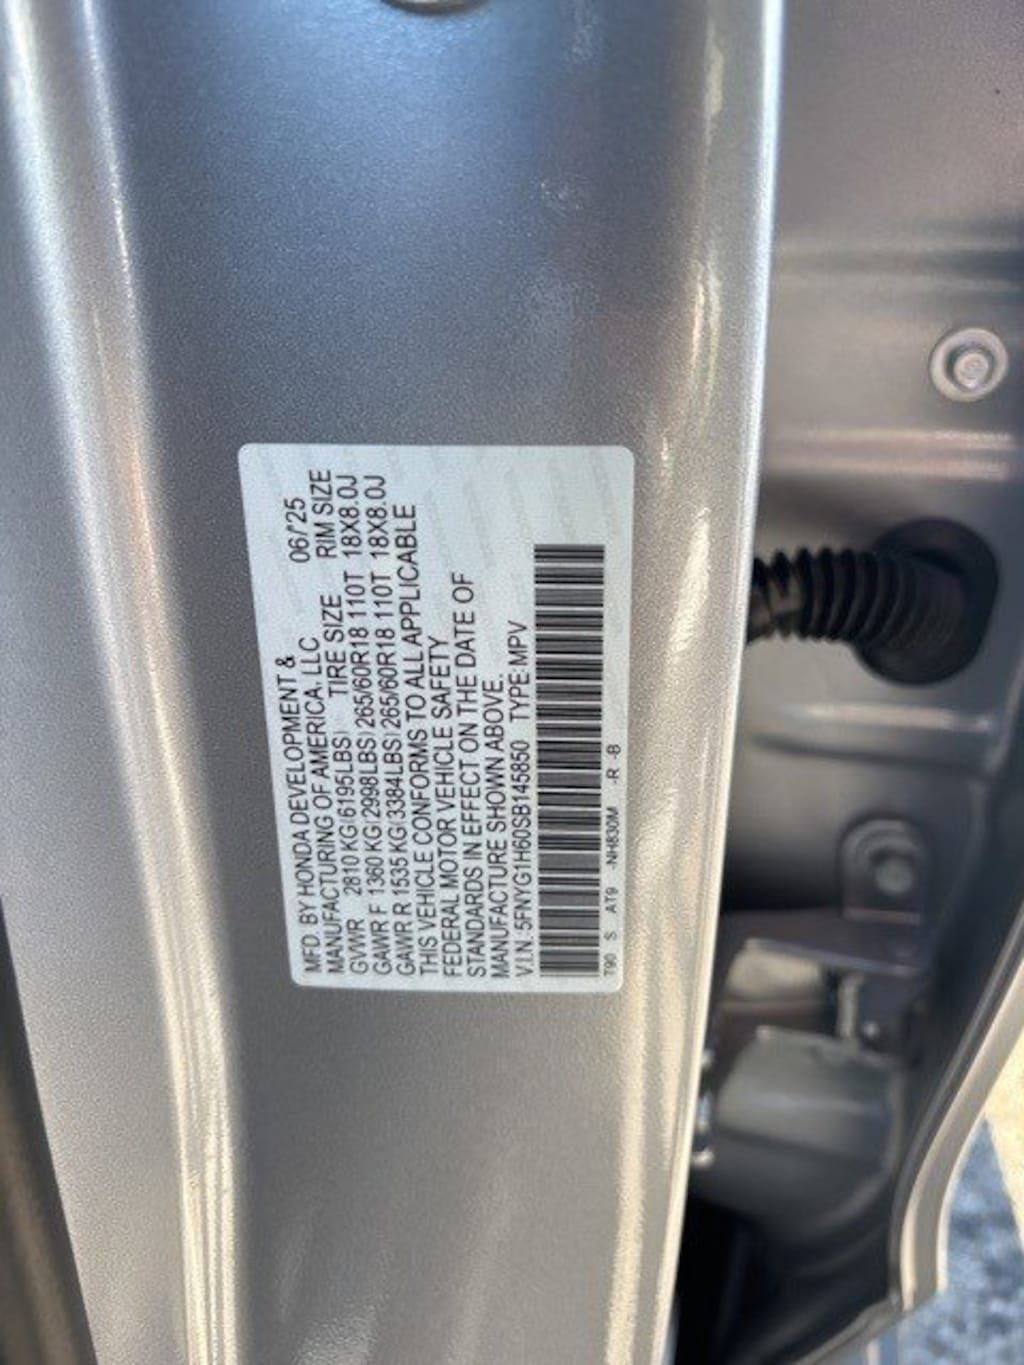 MFD. BY HONDA DEVELOPMENT & 06/'25
MANUFACTURING OF AMERICA, LLC
GVWR 2810 KG(6195LBS) TIRE SIZE RIM SIZE
GAWR F 1360 KG(2998LBS) 265/60R18 110T 18X8.0J
GAWR R 1535 KG(3384LBS) 265/60R18 110T 18X8.0J
THIS VEHICLE CONFORMS TO ALL APPLICABLE
FEDERAL MOTOR VEHICLE SAFETY
STANDARDS IN EFFECT ON THE DATE OF
MANUFACTURE SHOWN ABOVE.
V.I.N.:5FNYG1H60SB145850 TYPE:MPV
T90 S AT9 -NH830M -R -B